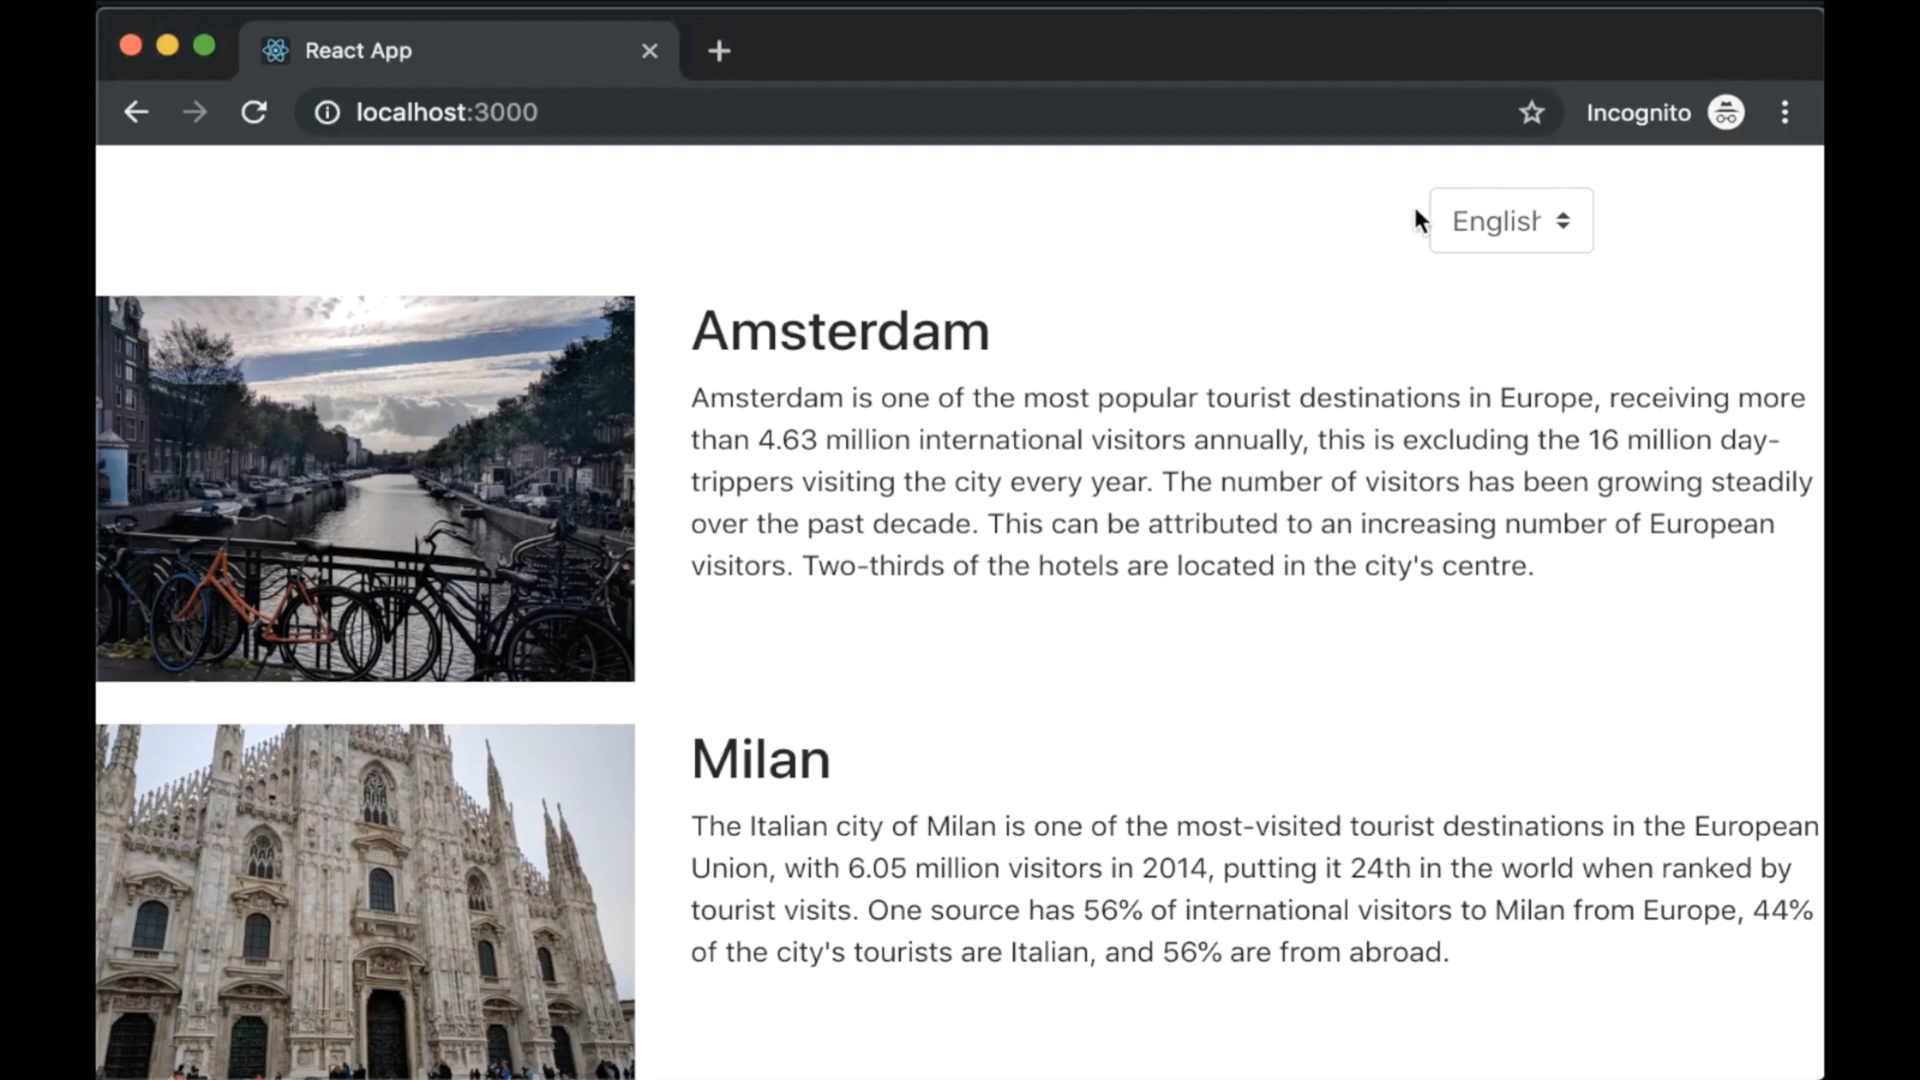 React App
localhost:3000
Incognito
English
Amsterdam
Amsterdam is one of the most popular tourist destinations in Europe, receiving more
than 4.63 million international visitors annually, this is excluding the 16 million day-
trippers visiting the city every year. The number of visitors has been growing steadily
over the past decade. This can be attributed to an increasing number of European
visitors. Two-thirds of the hotels are located in the city's centre.
Milan
The Italian city of Milan is one of the most-visited tourist destinations in the European
Union, with 6.05 million visitors in 2014, putting it 24th in the world when ranked by
tourist visits. One source has 56% of international visitors to Milan from Europe, 44%
of the city's tourists are Italian, and 56% are from abroad.